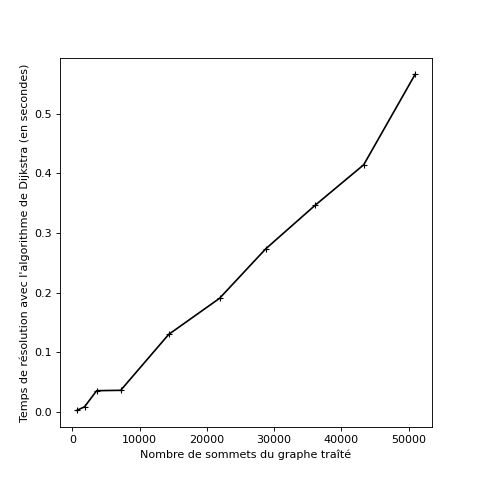 Temps de résolution avec l'algorithme de Dijkstra (en secondes)
0.5
0.4
0.3
0.2
0.1
0.0
0 10000 20000 30000 40000 50000
Nombre de sommets du graphe traîté